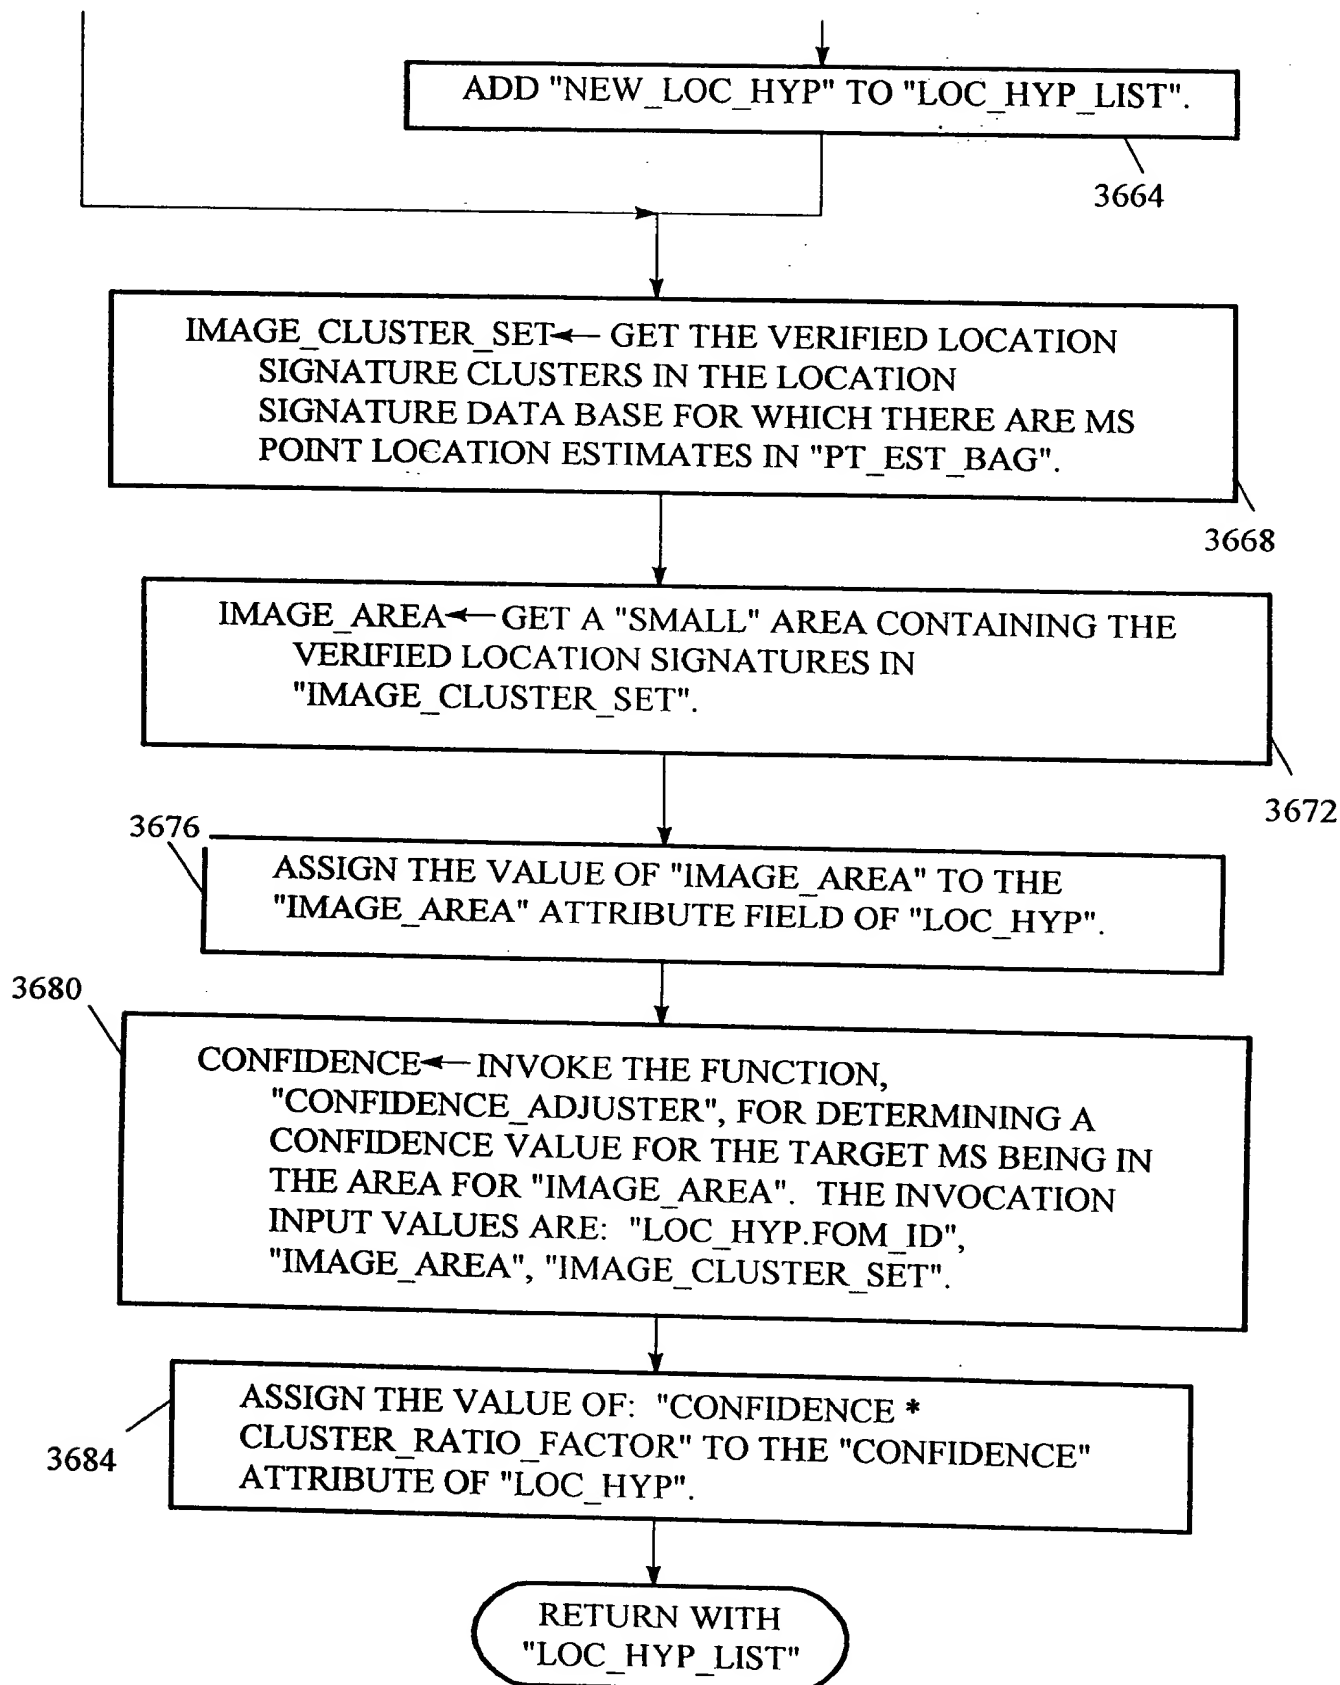 ADD "NEW_LOC_HYP" TO "LOC_HYP_LIST".
3664
IMAGE_CLUSTER_SET← GET THE VERIFIED LOCATION
SIGNATURE CLUSTERS IN THE LOCATION
SIGNATURE DATA BASE FOR WHICH THERE ARE MS
POINT LOCATION ESTIMATES IN "PT_EST_BAG".
3668
IMAGE_AREA← GET A "SMALL" AREA CONTAINING THE
VERIFIED LOCATION SIGNATURES IN
"IMAGE_CLUSTER_SET".
3672
3676
ASSIGN THE VALUE OF "IMAGE_AREA" TO THE
"IMAGE_AREA" ATTRIBUTE FIELD OF "LOC_HYP".
3680
CONFIDENCE← INVOKE THE FUNCTION,
"CONFIDENCE_ADJUSTER", FOR DETERMINING A
CONFIDENCE VALUE FOR THE TARGET MS BEING IN
THE AREA FOR "IMAGE_AREA". THE INVOCATION
INPUT VALUES ARE: "LOC_HYP.FOM_ID",
"IMAGE_AREA", "IMAGE_CLUSTER_SET".
ASSIGN THE VALUE OF: "CONFIDENCE *
CLUSTER_RATIO_FACTOR" TO THE "CONFIDENCE"
ATTRIBUTE OF "LOC_HYP".
3684
RETURN WITH
"LOC_HYP_LIST"